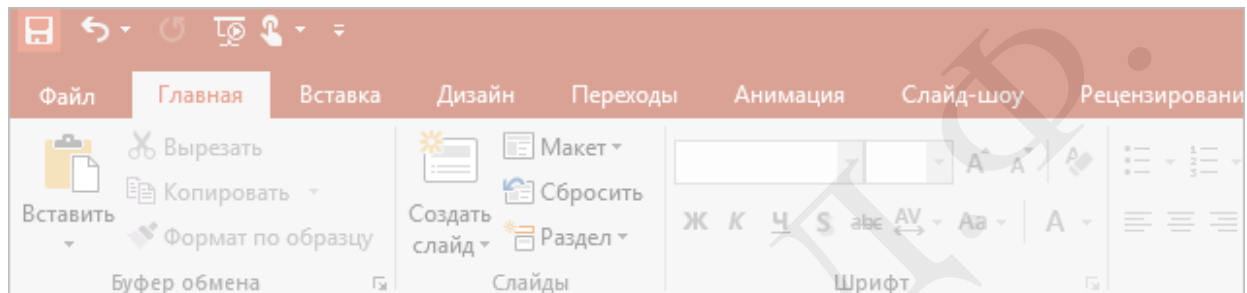 Файл Главная Вставка Дизайн Переходы Анимация Слайд-шоу Рецензировани
Вырезать
Копировать
Формат по образцу
Вставить
Буфер обмена
Создать
слайд
Макет
Сбросить
Раздел
Слайды
Ж К Ч S abc AV Aa А
Шрифт